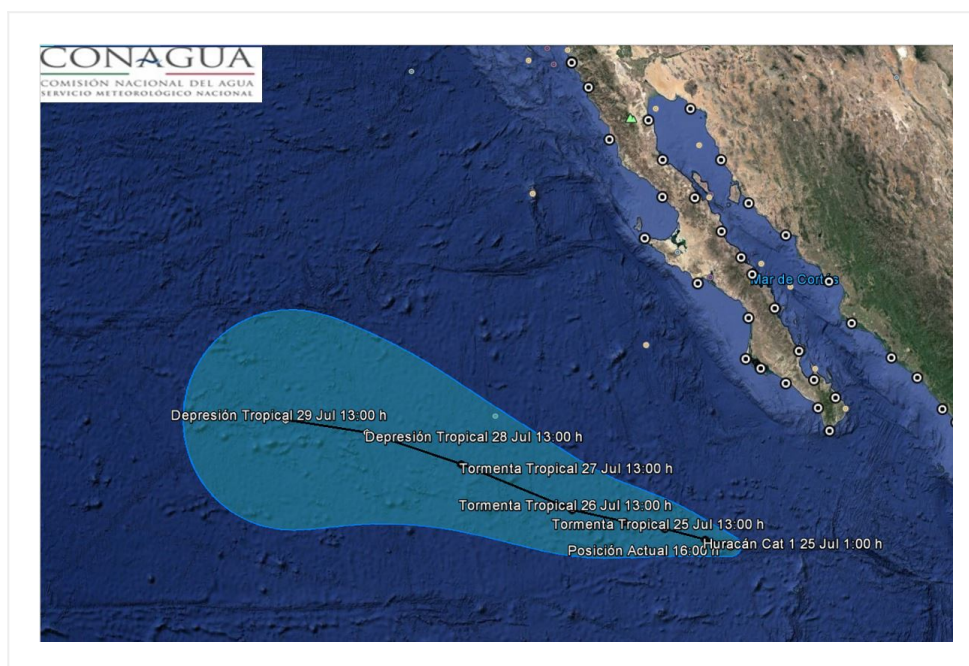 CONAGUA
COMISIÓN NACIONAL DEL AGUA
SERVICIO METEOROLÓGICO NACIONAL
Mar de Cortés
Depresión Tropical 29 Jul 13:00 h
Depresión Tropical 28 Jul 13:00 h
Tormenta Tropical 27 Jul 13:00 h
Tormenta Tropical 26 Jul 13:00 h
Tormenta Tropical 25 Jul 13:00 h
Huracán Cat 1 25 Jul 1:00 h
Posición Actual 16:00 h